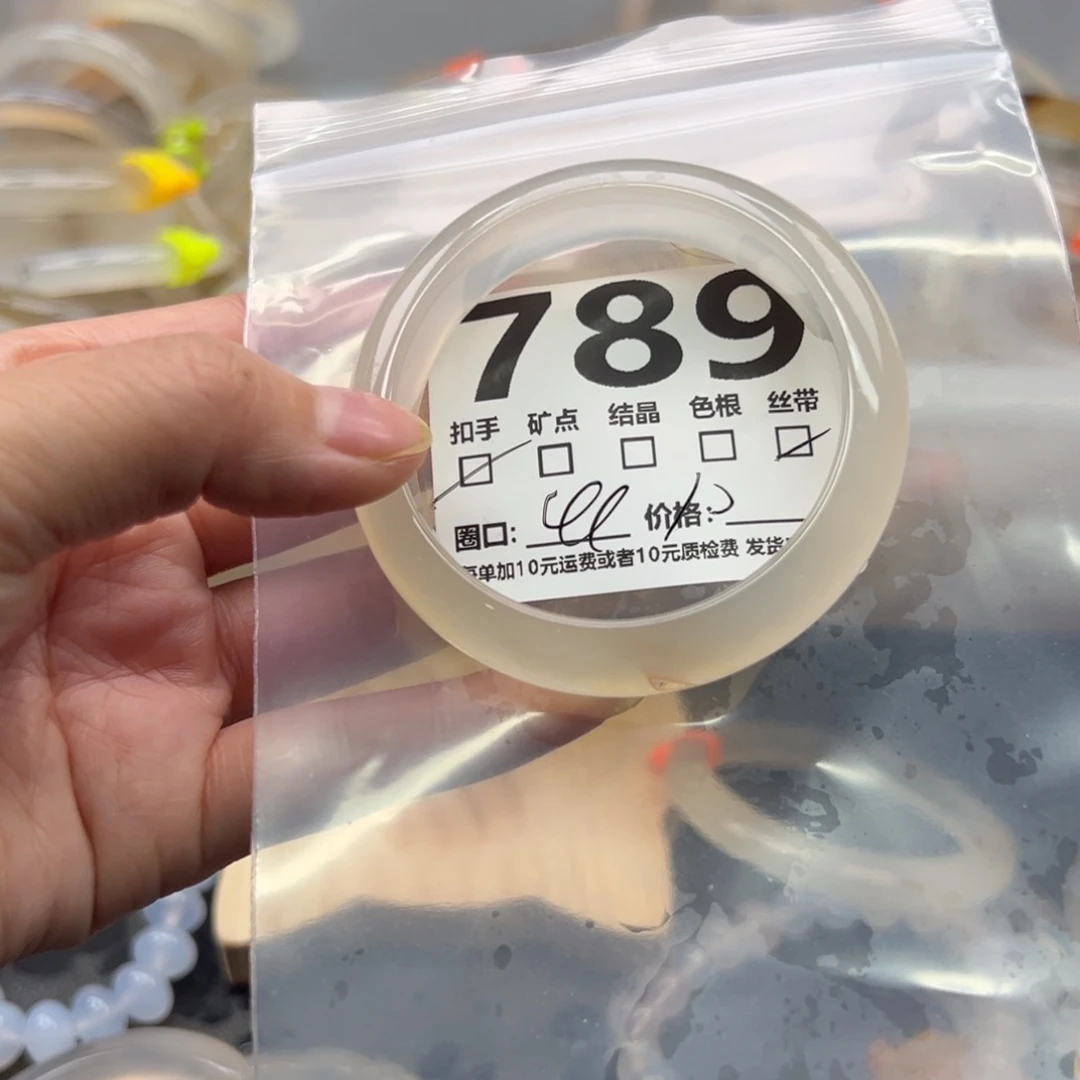 789
扣手 矿点 结晶 色根 丝带
圈口: 价格:
单加10元运费或者10元质检费 发货